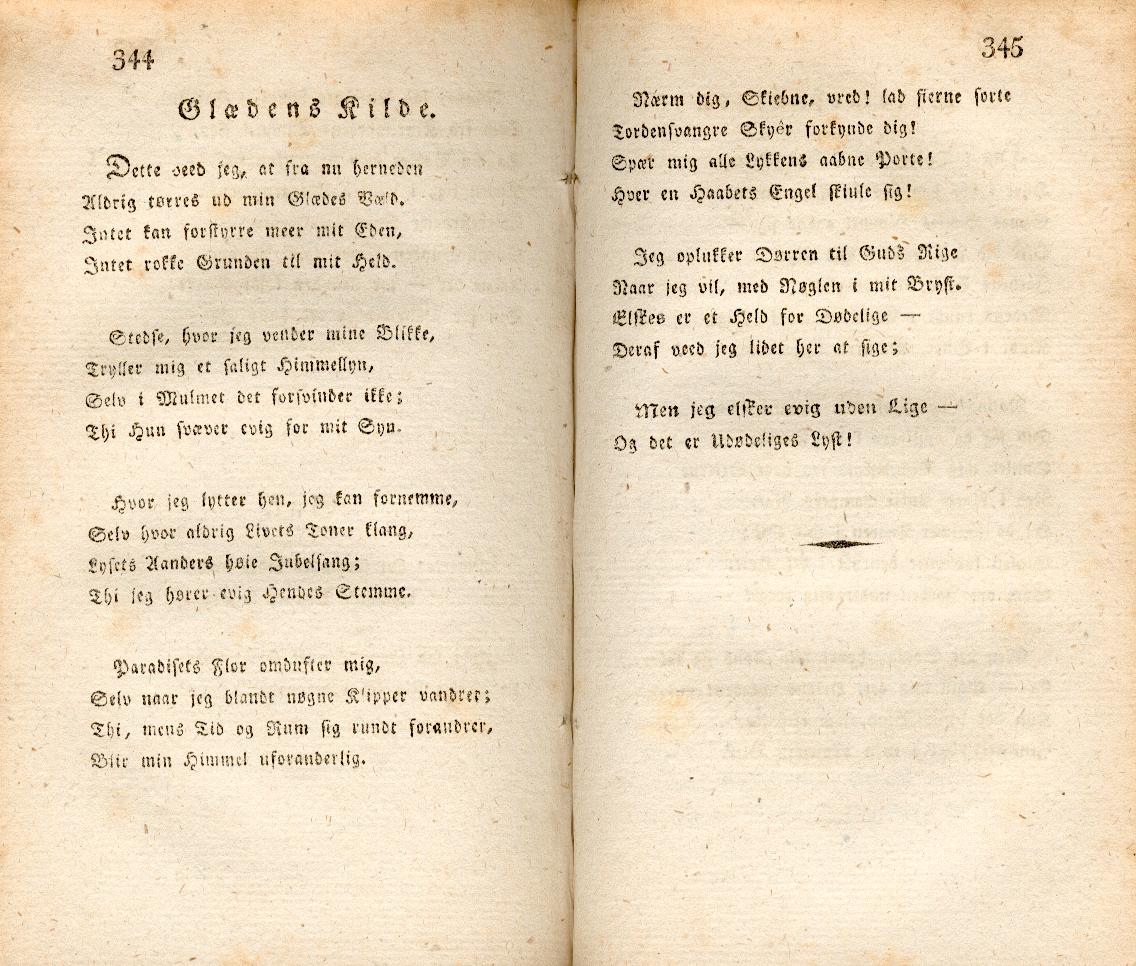 344
Glædens Kilde.
Dette veed jeg, at fra nu herneden
Aldrig tørres ud min Glædes Væld.
Intet kan forstyrre meer mit Eden,
Intet rokke Grunden til mit Held.
Stedse, hvor jeg vender mine Blikke,
Tryller mig et saligt Himmellyn,
Selv i Mulmet det forsvinder ikke;
Thi Hun svæver evig for mit Syn.
Hvor jeg lytter hen, jeg kan fornemme,
Selv hvor aldrig Livets Toner klang,
Lysets Aanders høie Jubelsang;
Thi jeg hører evig Hendes Stemme.
Paradisets Flor omdufter mig,
Selv naar jeg blandt nøgne Klipper vandrer;
Thi, mens Tid og Rum sig rundt forandrer,
Blir min Himmel uforanderlig.
345
Nærm dig, Skiebne, vred! lad fierne sorte
Tordensvangre Skyer forkynde dig!
Spær mig alle Lykkens aabne Porte!
Hver en Haabets Engel skiule sig!
Jeg oplukker Dørren til Guds Rige
Naar jeg vil, med Nøglen i mit Bryst.
Elskes er et Held for Dødelige —
Deraf veed jeg lidet her at sige;
Men jeg elsker evig uden Lige —
Og det er Udødeliges Lyst!